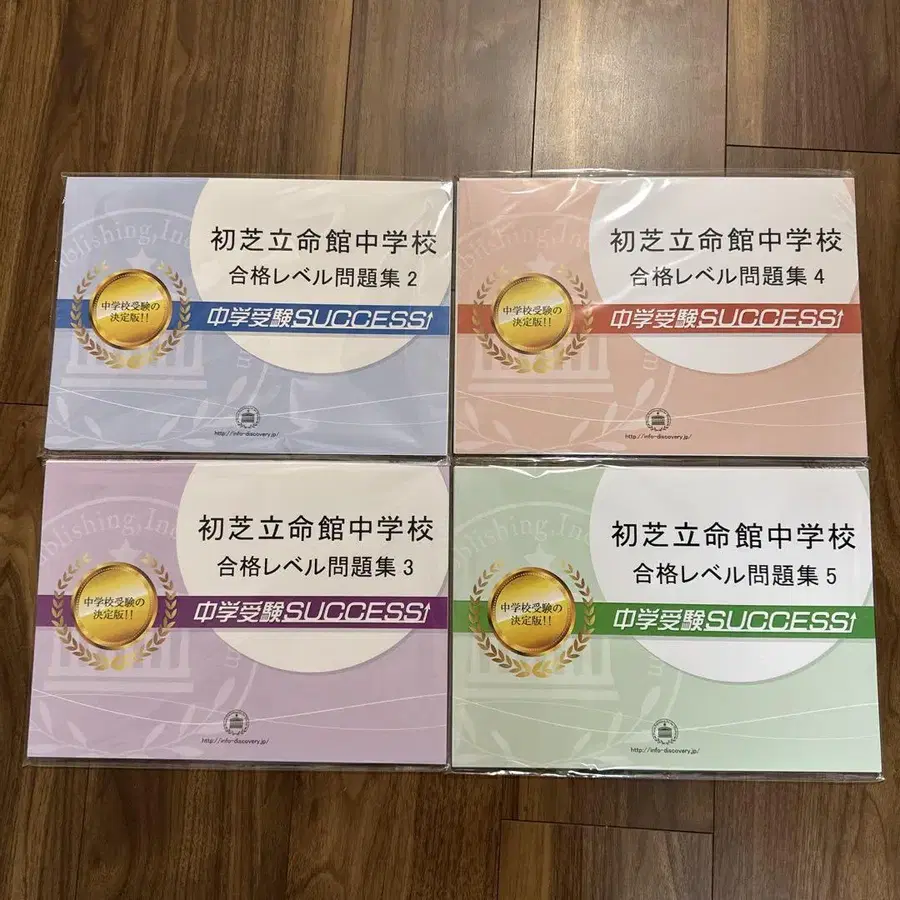 初芝立命館中学校
合格レベル問題集2
中学校受験の
決定版!!
中学受験SUCCESS↑
http://info-discovery.jp/
初芝立命館中学校
合格レベル問題集4
中学校受験の
決定版!!
中学受験SUCCESS↑
http://info-discovery.jp/
初芝立命館中学校
合格レベル問題集3
中学校受験の
決定版!!
中学受験SUCCESS↑
http://info-discovery.jp/
初芝立命館中学校
合格レベル問題集5
中学校受験の
決定版!!
中学受験SUCCESS↑
http://info-discovery.jp/